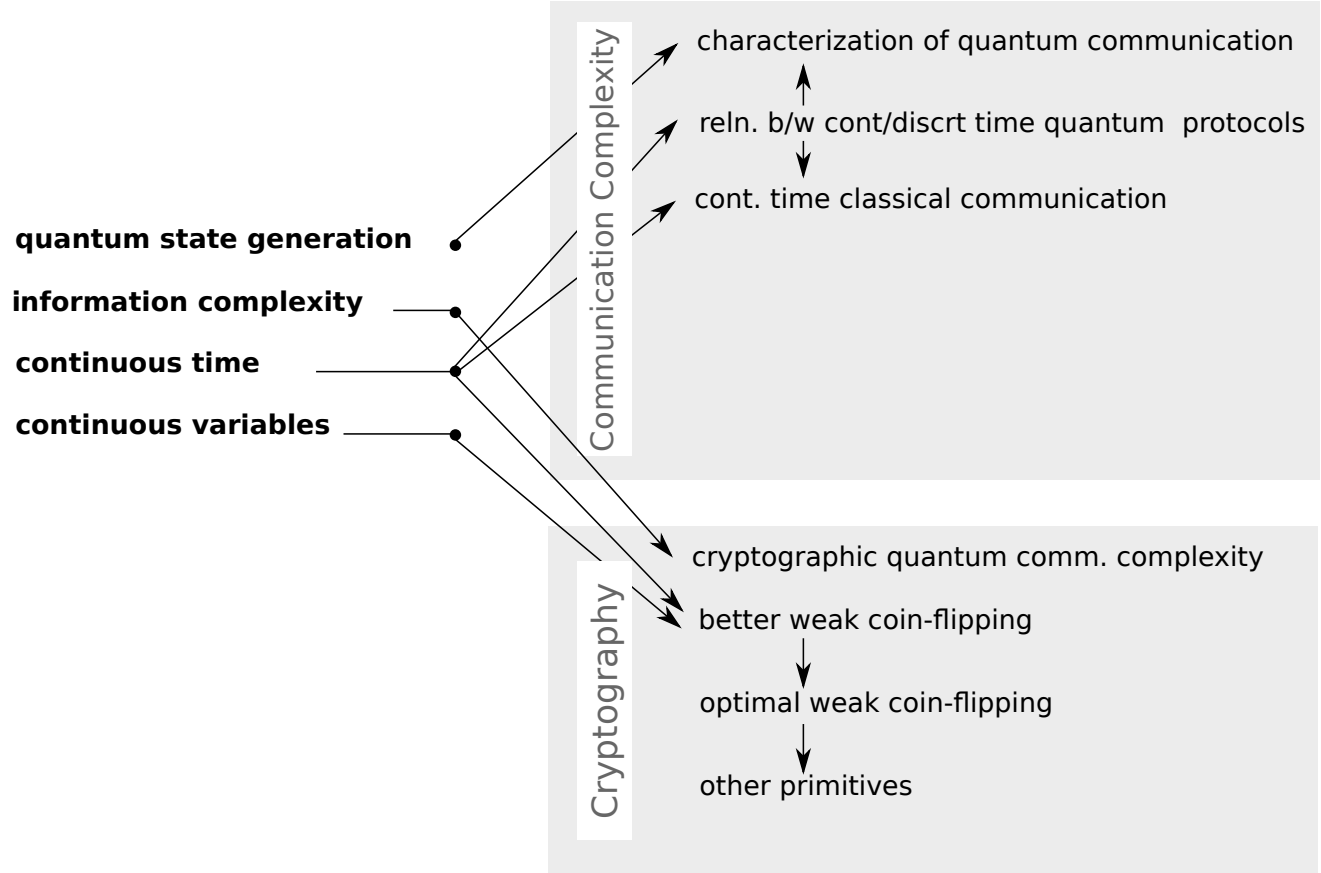 quantum state generation
information complexity
continuous time
continuous variables
Communication Complexity
characterization of quantum communication
reln. b/w cont/discrt time quantum protocols
cont. time classical communication
Cryptography
cryptographic quantum comm. complexity
better weak coin-flipping
optimal weak coin-flipping
other primitives